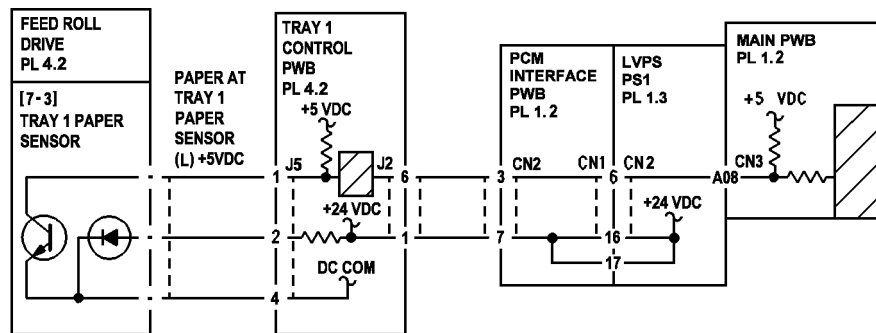 FEED ROLL
DRIVE
PL 4.2
[7-3]
TRAY 1 PAPER
SENSOR
PAPER AT
TRAY 1
PAPER
SENSOR
(L) +5VDC
TRAY 1
CONTROL
PWB
PL 4.2
+5 VDC
1 J5 J2 6
+24 VDC
2 1
DC COM
4
PCM
INTERFACE
PWB
PL 1.2
3 CN2 CN1 6 CN2
7 16
17
LVPS
PS1
PL 1.3
+24 VDC
MAIN PWB
PL 1.2
+5 VDC
A08 CN3